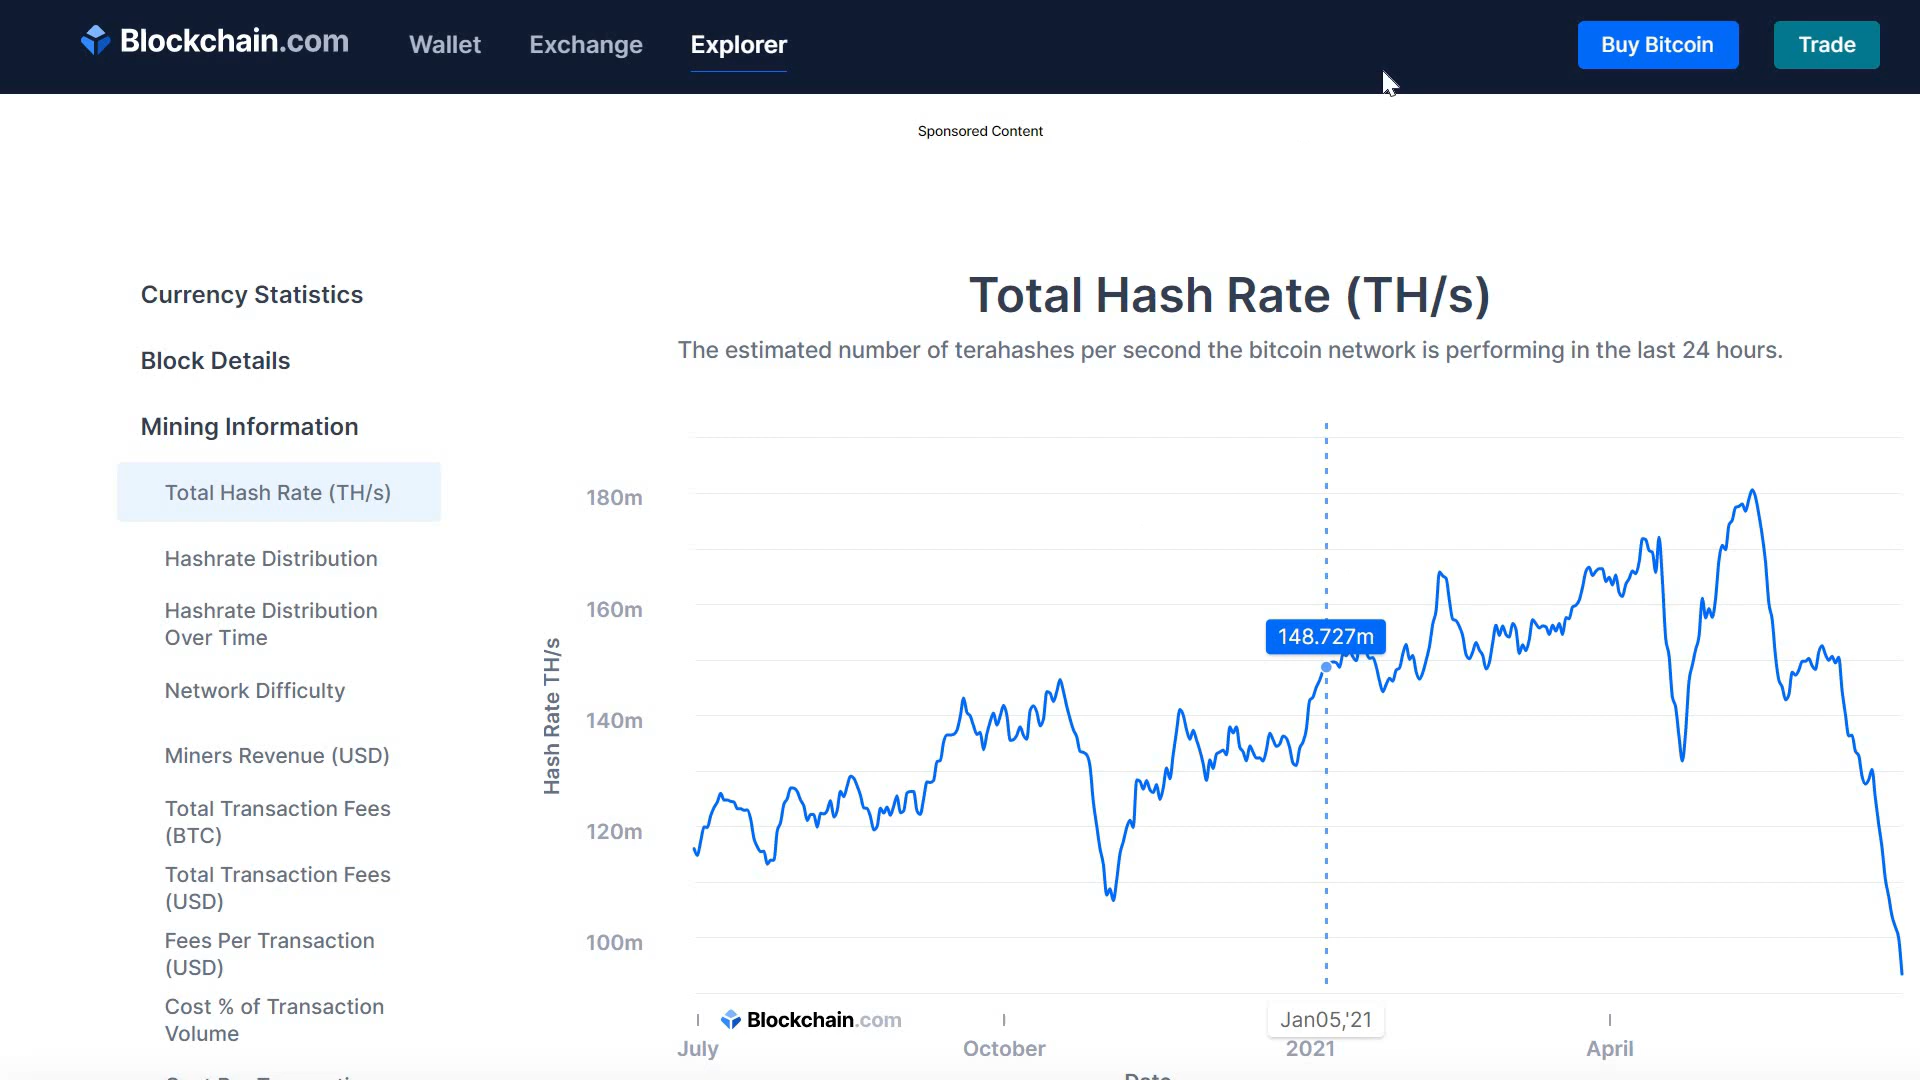 Blockchain.com
Wallet
Exchange
Explorer
Buy Bitcoin
Trade
Sponsored Content
Currency Statistics
Block Details
Mining Information
Total Hash Rate (TH/s)
Hashrate Distribution
Hashrate Distribution
Over Time
Network Difficulty
Miners Revenue (USD)
Total Transaction Fees
(BTC)
Total Transaction Fees
(USD)
Fees Per Transaction
(USD)
Cost % of Transaction
Volume
Total Hash Rate (TH/s)
The estimated number of terahashes per second the bitcoin network is performing in the last 24 hours.
Hash Rate TH/s
180m
160m
140m
120m
100m
148.727m
Blockchain.com
Jan05,'21
July
October
2021
April